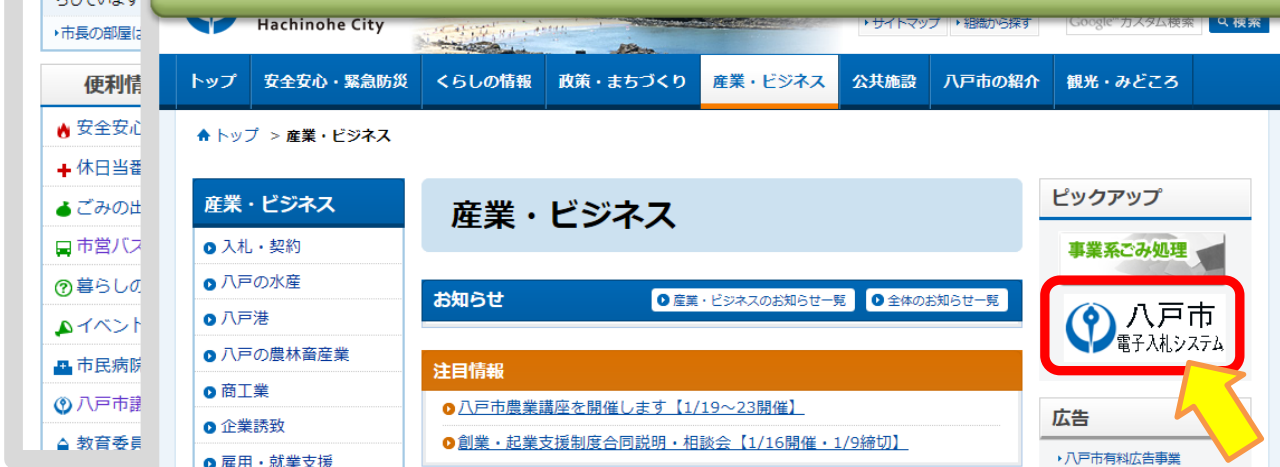 市長の部屋は
便利情
安全安心
休日当番
ごみの出
市営バス
暮らしの
イベント
市民病院
八戸市議
教育委員
Hachinohe City
サイトマップ
組織から探す
Google カスタム検索
検索
トップ
安全安心・緊急防災
くらしの情報
政策・まちづくり
産業・ビジネス
公共施設
八戸市の紹介
観光・みどころ
トップ > 産業・ビジネス
産業・ビジネス
入札・契約
八戸の水産
八戸港
八戸の農林畜産業
商工業
企業誘致
雇用・就業支援
産業・ビジネス
お知らせ
産業・ビジネスのお知らせ一覧
全体のお知らせ一覧
注目情報
八戸市農業講座を開催します【1/19～23開催】
創業・起業支援制度合同説明・相談会【1/16開催・1/9締切】
ピックアップ
事業系ごみ処理
八戸市
電子入札システム
広告
八戸市有料広告事業